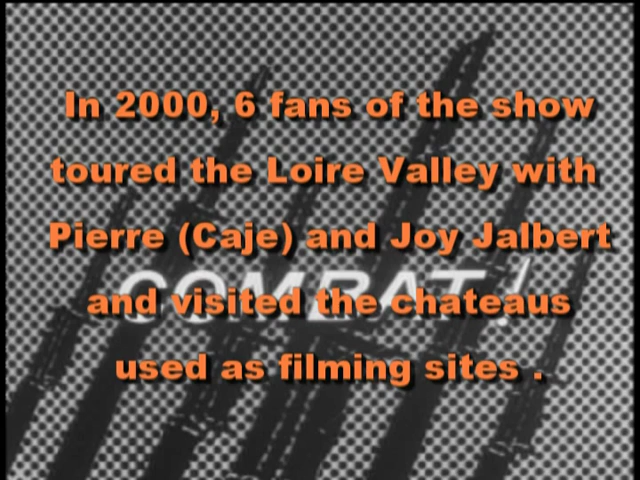 In 2000, 6 fans of the show
toured the Loire Valley with
Pierre (Caje) and Joy Jalbert
COMBAT!
and visited the chateaus
used as filming sites .